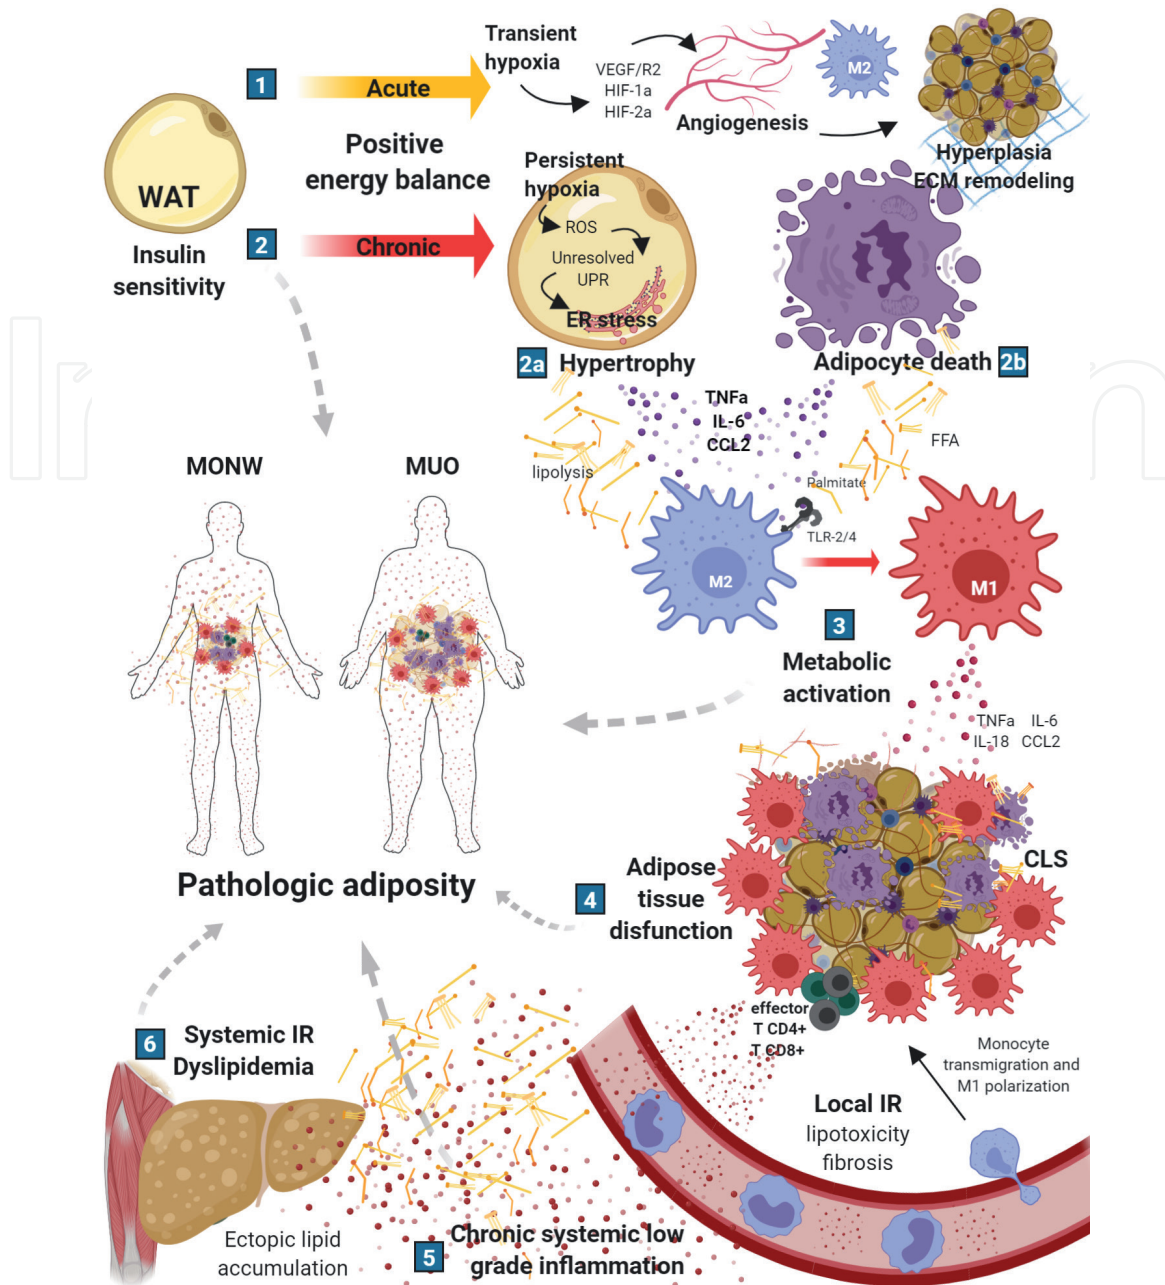 1
Acute
Transient
hypoxia
VEGF/R2
HIF-1a
HIF-2a
Angiogenesis
M2
Hyperplasia
ECM remodeling
WAT
Insulin
sensitivity
Positive
energy balance
2
Chronic
Persistent
hypoxia
ROS
Unresolved
UPR
ER stress
2a Hypertrophy
Adipocyte death 2b
TNFa
IL-6
CCL2
lipolysis
FFA
Palmitate
TLR-2/4
M2
M1
3
Metabolic
activation
TNFa IL-6
IL-18 CCL2
MONW
MUO
Pathologic adiposity
4
Adipose
tissue
disfunction
CLS
effector
T CD4+
T CD8+
Monocyte
transmigration and
M1 polarization
Local IR
lipotoxicity
fibrosis
6
Systemic IR
Dyslipidemia
Ectopic lipid
accumulation
5
Chronic systemic low
grade inflammation